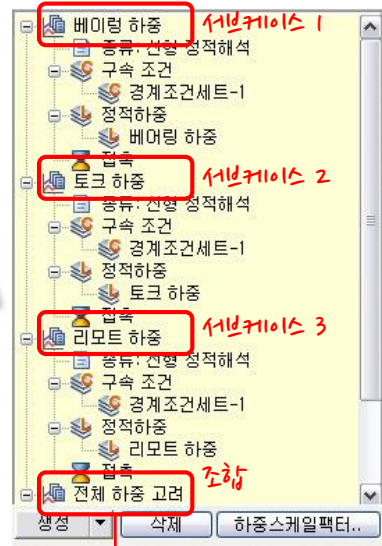 베이링 하중 서브케이스 1
종류: 선형 정적해석
구속 조건
경계조건세트-1
정적하중
베어링 하중
접촉
토크 하중 서브케이스 2
종류: 선형 정적해석
구속 조건
경계조건세트-1
정적하중
토크 하중
접촉
리모트 하중 서브케이스 3
종류: 선형 정적해석
구속 조건
경계조건세트-1
정적하중
리모트 하중
접촉 조합
전체 하중 고려
생성 삭제 하중스케일팩터..